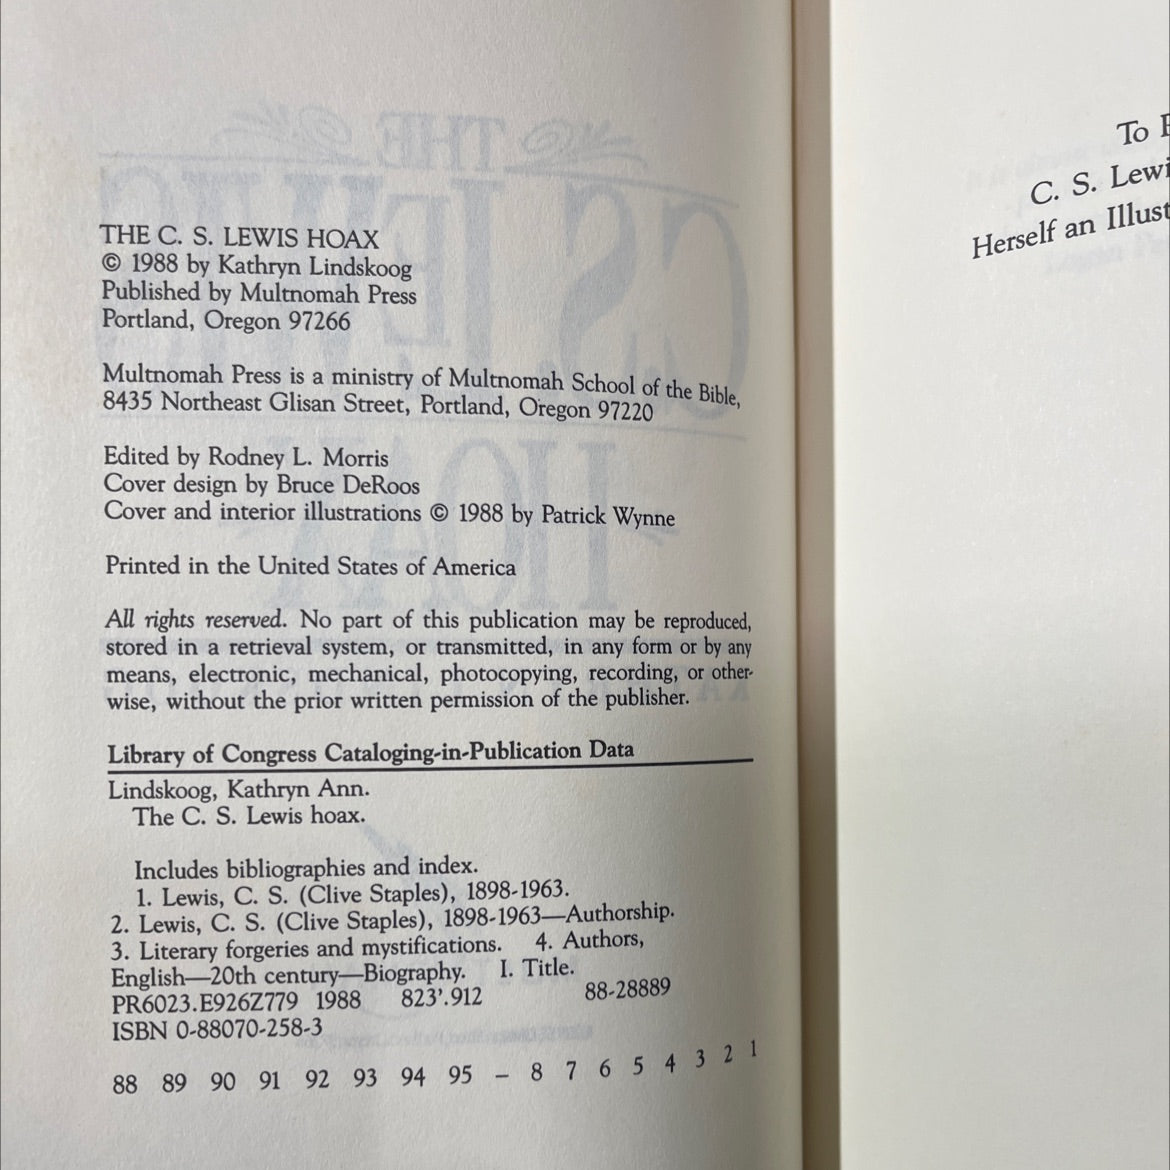 THE C. S. LEWIS HOAX
© 1988 by Kathryn Lindskoog
Published by Multnomah Press
Portland, Oregon 97266
Multnomah Press is a ministry of Multnomah School of the Bible,
8435 Northeast Glisan Street, Portland, Oregon 97220
Edited by Rodney L. Morris
Cover design by Bruce DeRoos
Cover and interior illustrations © 1988 by Patrick Wynne
Printed in the United States of America
All rights reserved. No part of this publication may be reproduced,
stored in a retrieval system, or transmitted, in any form or by any
means, electronic, mechanical, photocopying, recording, or other-
wise, without the prior written permission of the publisher.
Library of Congress Cataloging-in-Publication Data
Lindskoog, Kathryn Ann.
The C. S. Lewis hoax.
Includes bibliographies and index.
1. Lewis, C. S. (Clive Staples), 1898-1963.
2. Lewis, C. S. (Clive Staples), 1898-1963—Authorship.
3. Literary forgeries and mystifications. 4. Authors,
English—20th century—Biography. I. Title.
PR6023.E926Z779 1988 823'.912 88-28889
ISBN 0-88070-258-3
88 89 90 91 92 93 94 95 – 8 7 6 5 4 3 2 1
To
C. S. Lewi
Herself an Illust